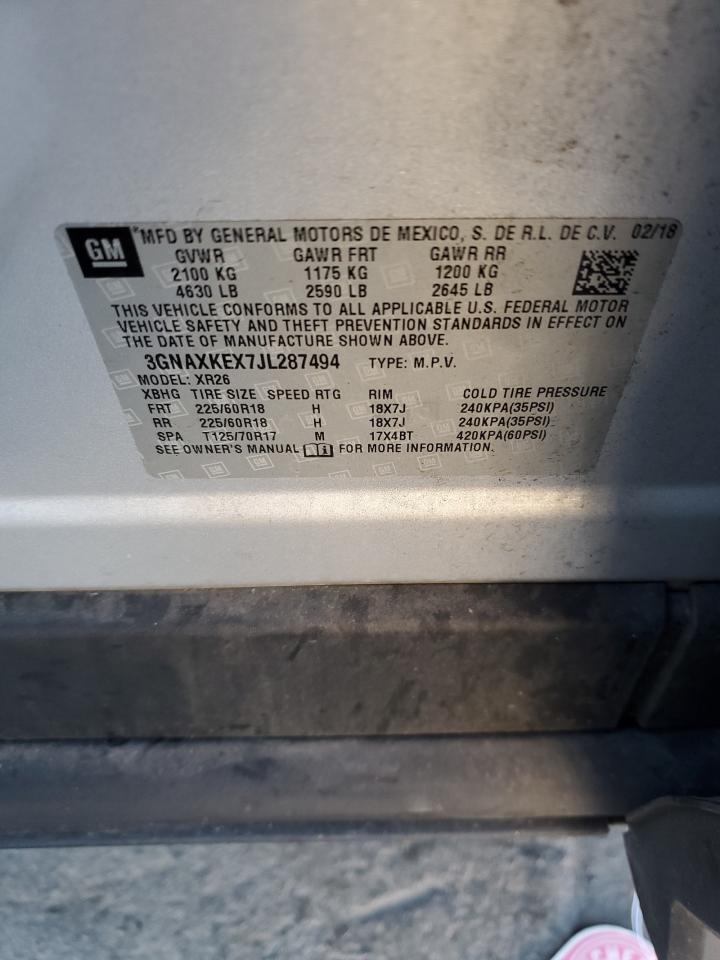 GM
*MFD BY GENERAL MOTORS DE MEXICO, S. DE R.L. DE C.V. 02/18
GVWR GAWR FRT GAWR RR
2100 KG 1175 KG 1200 KG
4630 LB 2590 LB 2645 LB
THIS VEHICLE CONFORMS TO ALL APPLICABLE U.S. FEDERAL MOTOR
VEHICLE SAFETY AND THEFT PREVENTION STANDARDS IN EFFECT ON
THE DATE OF MANUFACTURE SHOWN ABOVE.
3GNAXKEX7JL287494 TYPE: M.P.V.
MODEL: XR26
XBHG TIRE SIZE SPEED RTG RIM COLD TIRE PRESSURE
FRT 225/60R18 H 18X7J 240KPA(35PSI)
RR 225/60R18 H 18X7J 240KPA(35PSI)
SPA T125/70R17 M 17X4BT 420KPA(60PSI)
SEE OWNER'S MANUAL FOR MORE INFORMATION.